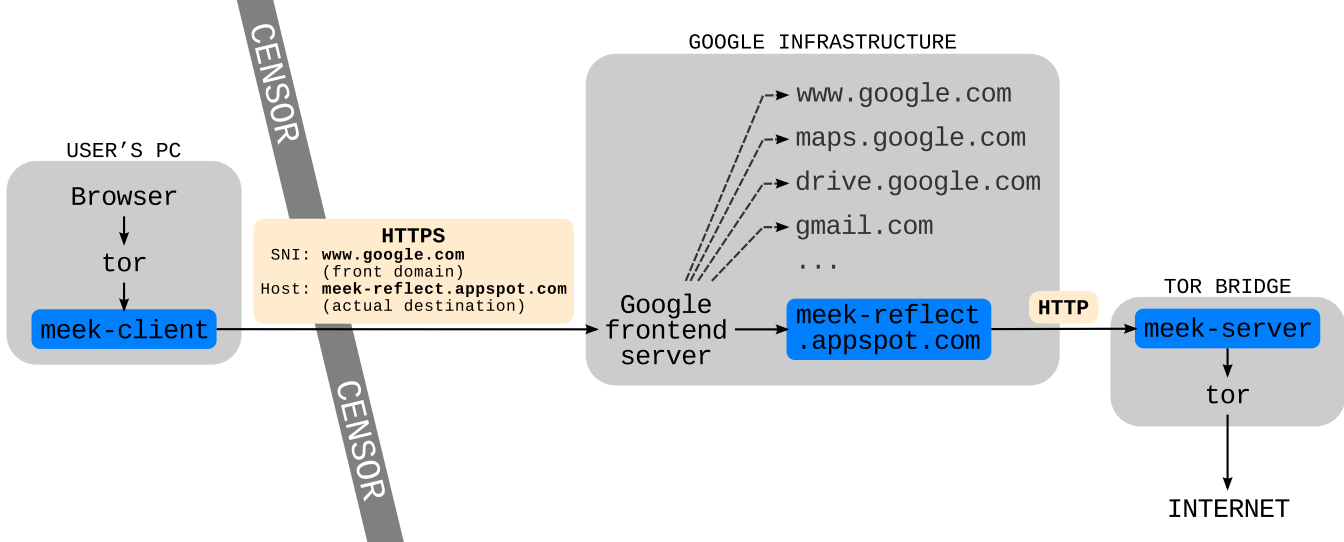 GOOGLE INFRASTRUCTURE
CENSOR
www.google.com
maps.google.com
drive.google.com
gmail.com
...
USER’S PC
Browser
tor
meek-client
HTTPS
SNI: www.google.com
(front domain)
Host: meek-reflect.appspot.com
(actual destination)
Google
frontend
server
meek-reflect
.appspot.com
HTTP
TOR BRIDGE
meek-server
tor
INTERNET
CENSOR